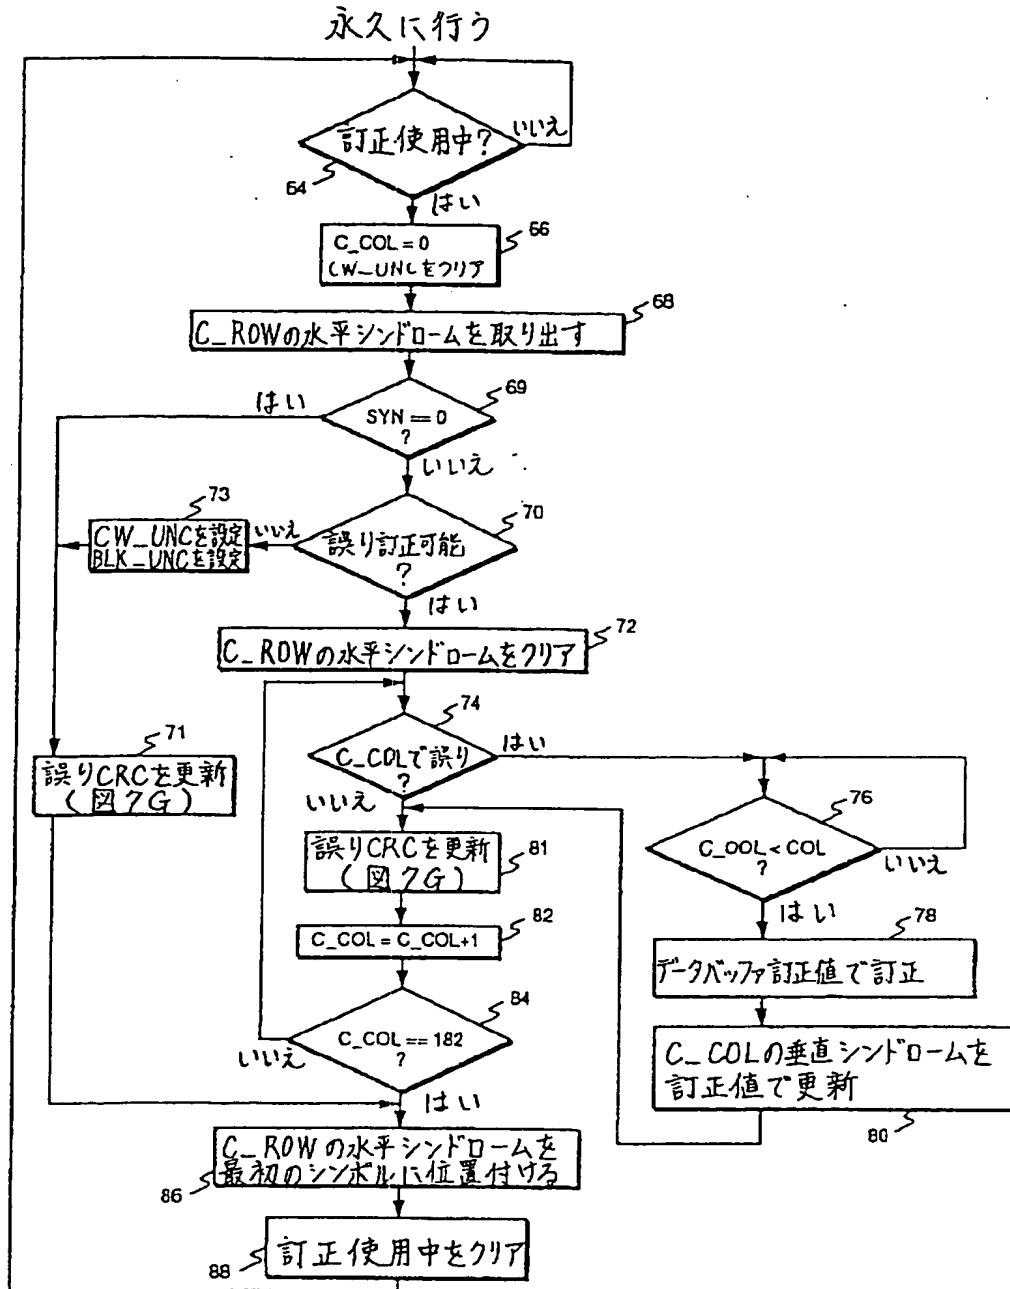 永久に行う
訂正使用中?
いいえ
64
はい
C_COL=0
CW_UNCをクリア
66
C_ROWの水平シンドロームを取り出す
68
SYN==0
?
69
はい
いいえ
誤り訂正可能
?
70
いいえ
CW_UNCを設定
BLK_UNCを設定
73
はい
C_ROWの水平シンドロームをクリア
72
C_COLで誤り
?
74
はい
いいえ
誤りCRCを更新
(図7G)
71
C_OOL<COL
?
76
いいえ
はい
誤りCRCを更新
(図7G)
81
C_COL=C_COL+1
82
データバッファ訂正値で訂正
78
C_COL==182
?
84
いいえ
はい
C_COLの垂直シンドロームを
訂正値で更新
80
C_ROWの水平シンドロームを
最初のシンボルに位置付ける
86
訂正使用中をクリア
88